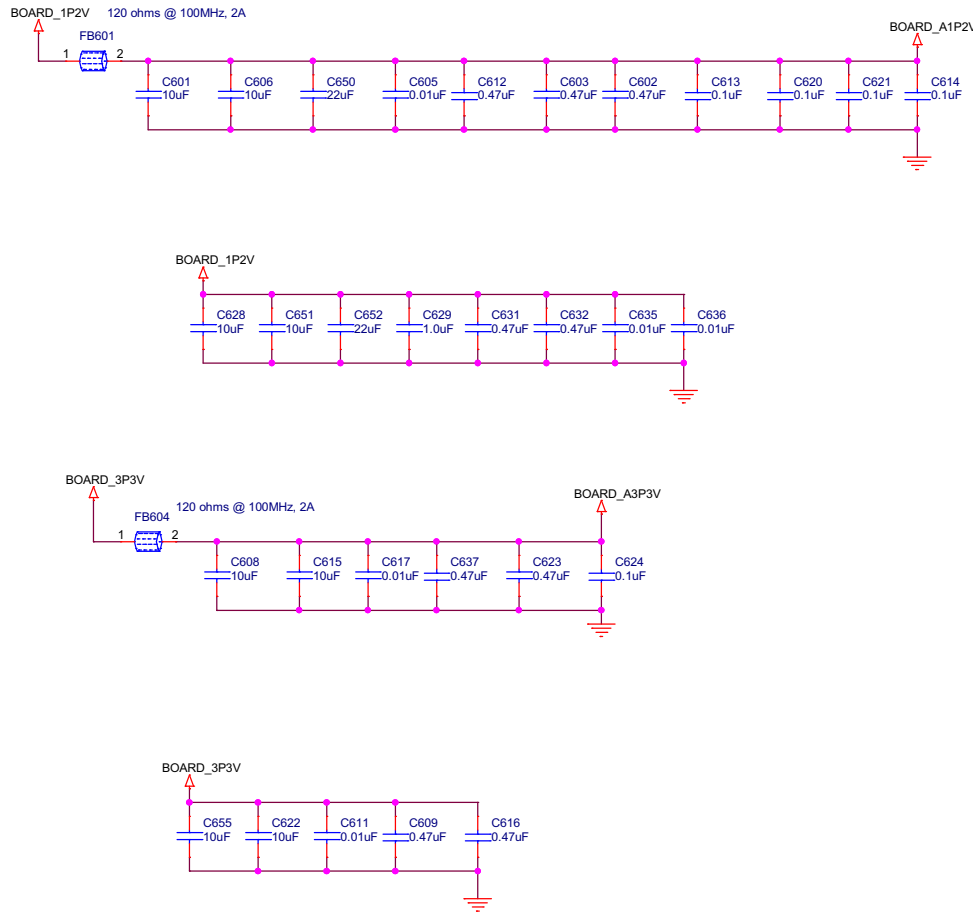 BOARD_1P2V 120 ohms @ 100MHz, 2A BOARD_A1P2V
FB601
1 2
C601 C606 C650 C605 C612 C603 C602 C613 C620 C621 C614
10uF 10uF 22uF 0.01uF 0.47uF 0.47uF 0.47uF 0.1uF 0.1uF 0.1uF 0.1uF
BOARD_1P2V
C628 C651 C652 C629 C631 C632 C635 C636
10uF 10uF 22uF 1.0uF 0.47uF 0.47uF 0.01uF 0.01uF
BOARD_3P3V BOARD_A3P3V
120 ohms @ 100MHz, 2A
FB604
1 2
C608 C615 C617 C637 C623 C624
10uF 10uF 0.01uF 0.47uF 0.47uF 0.1uF
BOARD_3P3V
C655 C622 C611 C609 C616
10uF 10uF 0.01uF 0.47uF 0.47uF